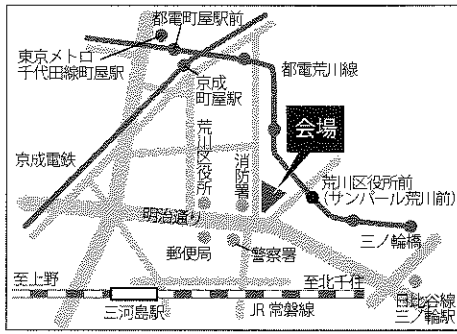 都電町屋駅前
東京メトロ
千代田線町屋駅
都電荒川線
京成
町屋駅
会場
京成電鉄
荒川区役所
消防署
荒川区役所前
(サンパール荒川前)
明治通り
三ノ輪橋
郵便局
警察署
至上野
至北千住
日比谷線
三ノ輪駅
三河島駅
JR 常磐線